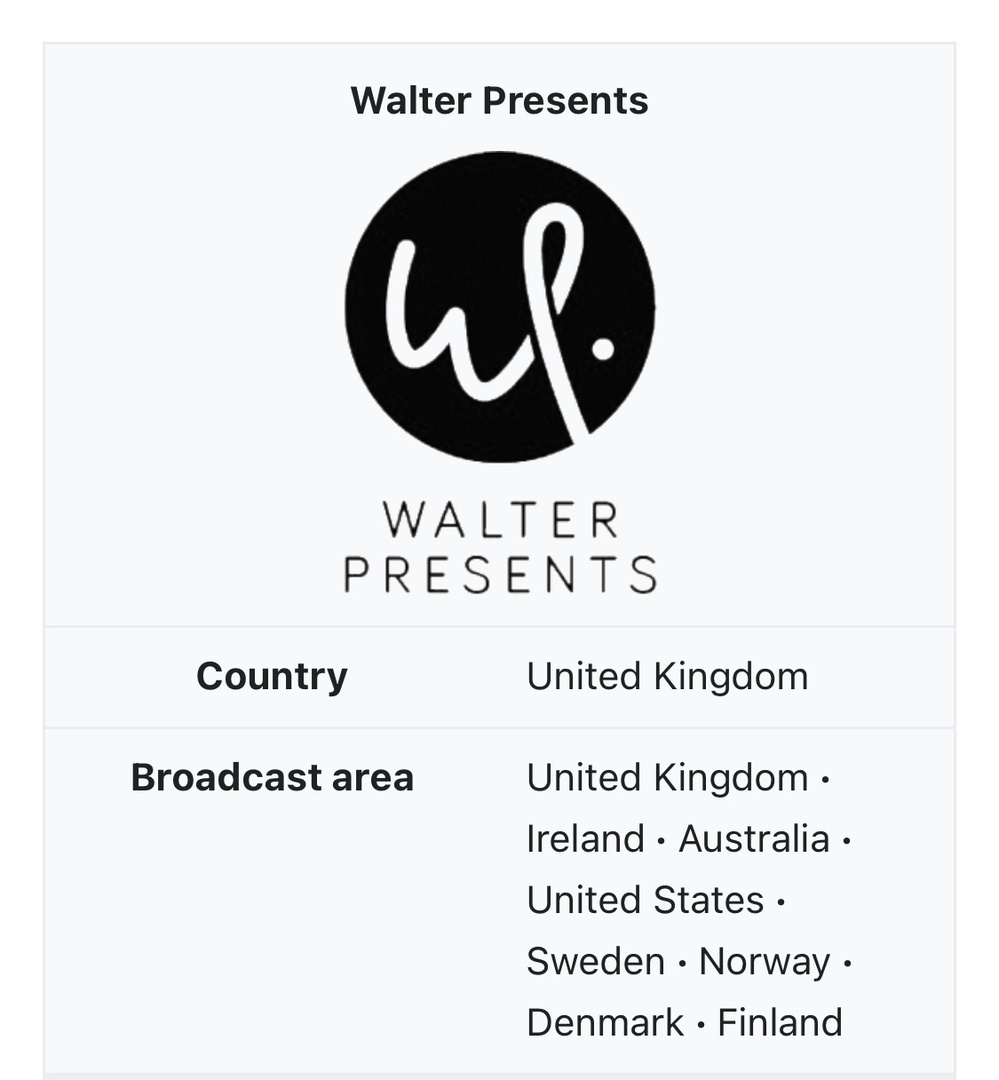 Walter Presents
wp.
WALTER
PRESENTS
Country United Kingdom
Broadcast area United Kingdom •
Ireland • Australia •
United States •
Sweden • Norway •
Denmark • Finland